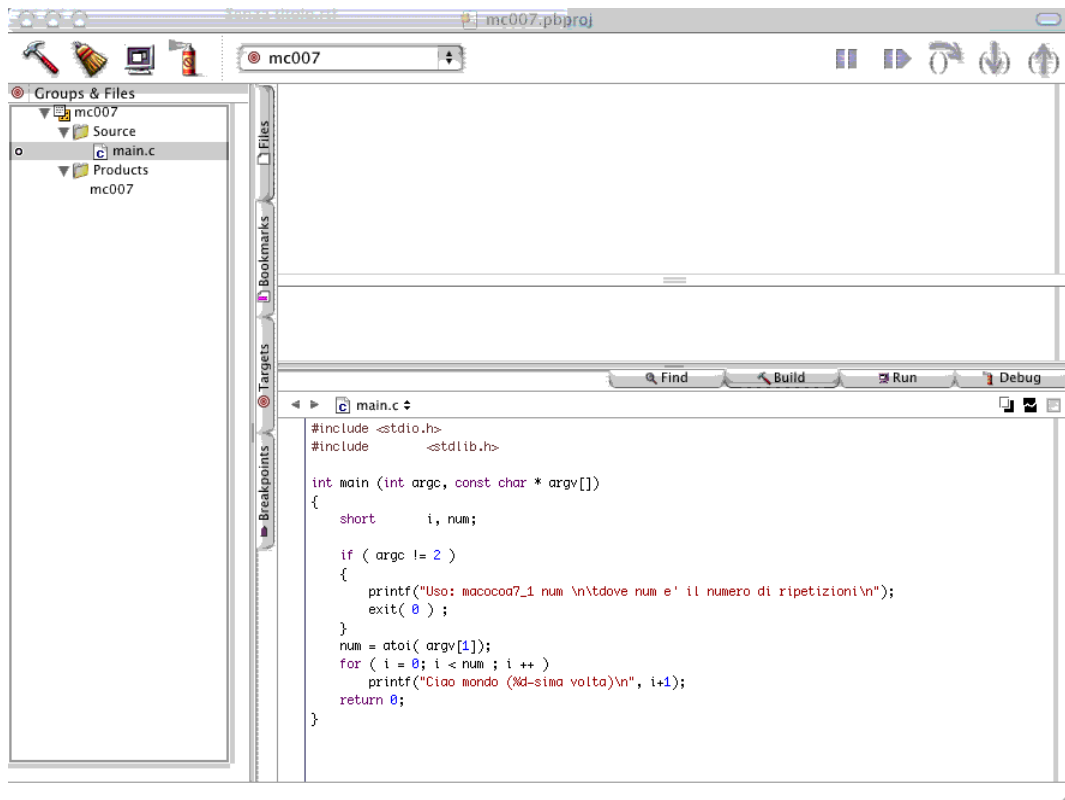 mc007.pbproj
mc007
Groups & Files
mc007
Source
main.c
Products
mc007
Files
Bookmarks
Targets
Breakpoints
Find
Build
Run
Debug
main.c
#include <stdio.h>
#include <stdlib.h>
int main (int argc, const char * argv[])
{
short i, num;
if ( argc != 2 )
{
printf("Uso: macocoa7_1 num \n\tdove num e' il numero di ripetizioni\n");
exit( 0 ) ;
}
num = atoi( argv[1]);
for ( i = 0; i < num ; i ++ )
printf("Ciao mondo (%d-sima volta)\n", i+1);
return 0;
}